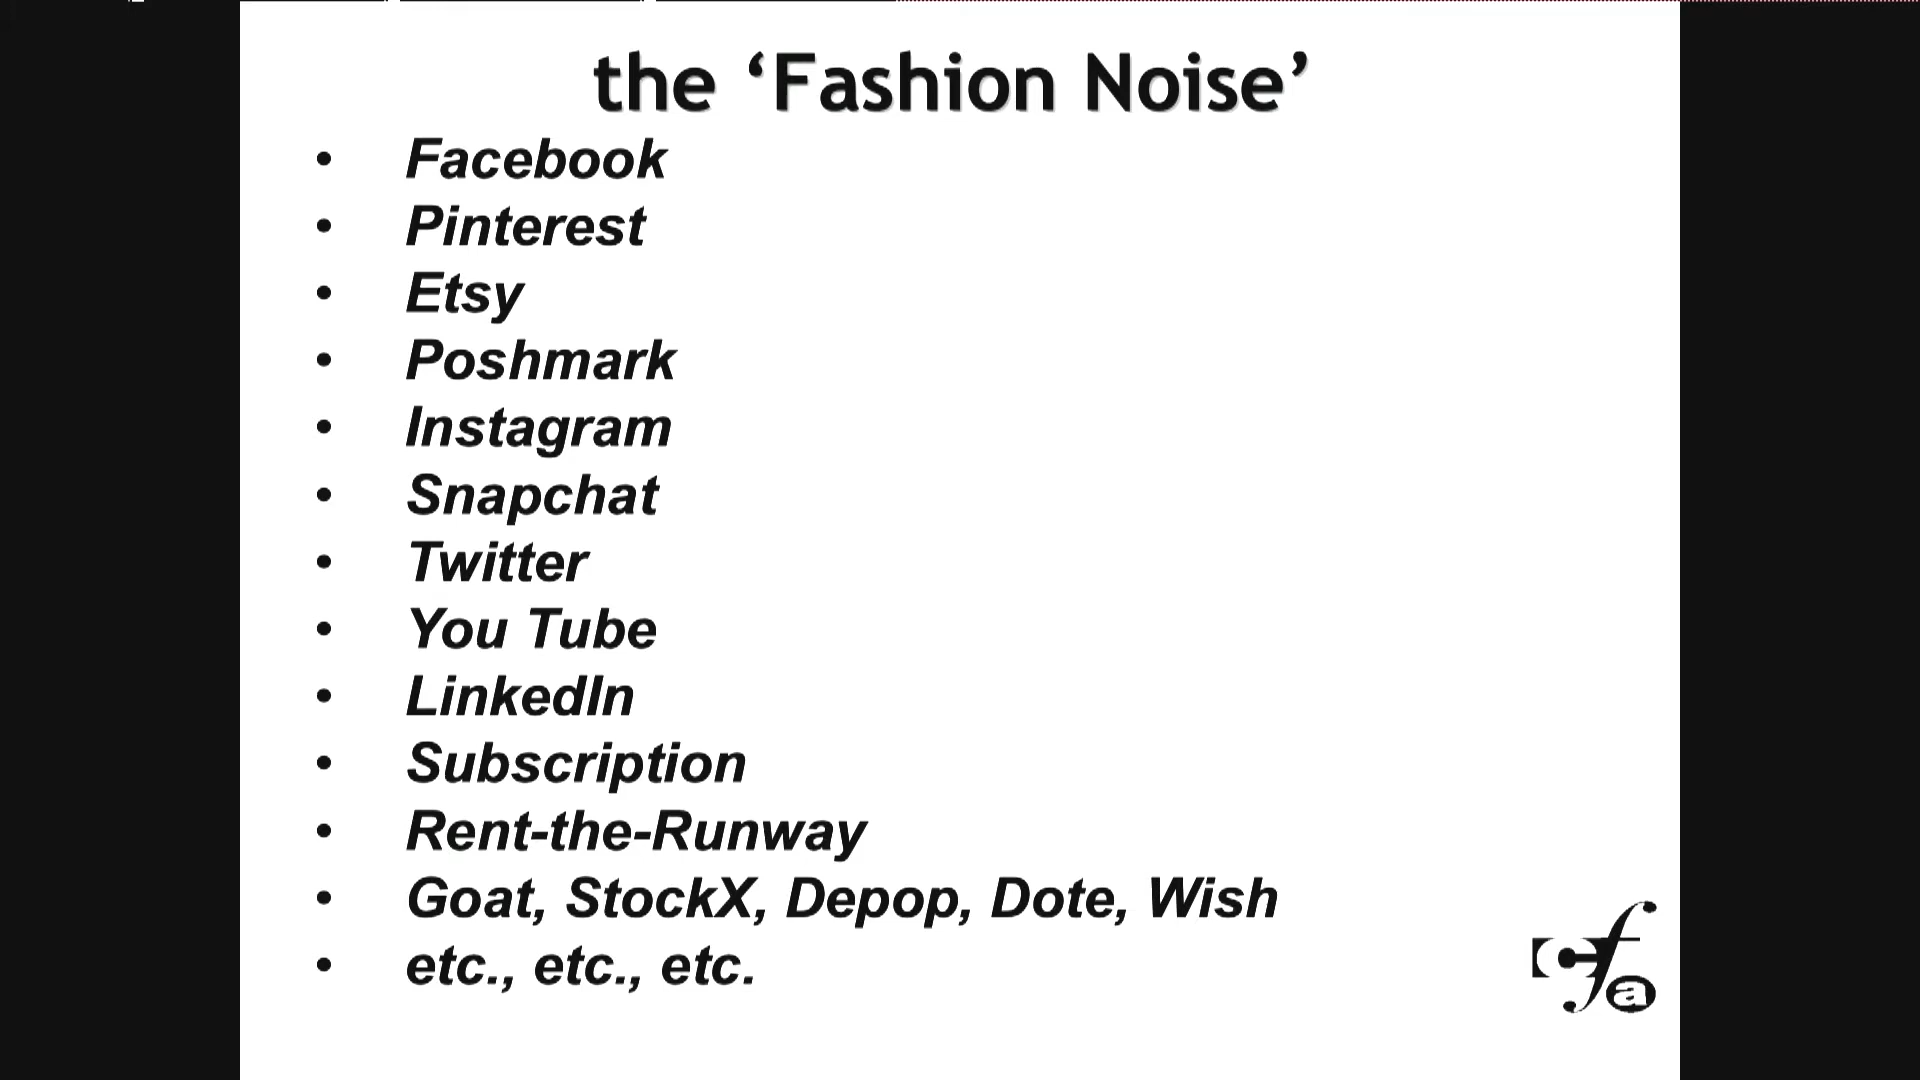 the ‘Fashion Noise’
• Facebook
• Pinterest
• Etsy
• Poshmark
• Instagram
• Snapchat
• Twitter
• You Tube
• LinkedIn
• Subscription
• Rent-the-Runway
• Goat, StockX, Depop, Dote, Wish
• etc., etc., etc.
cfa